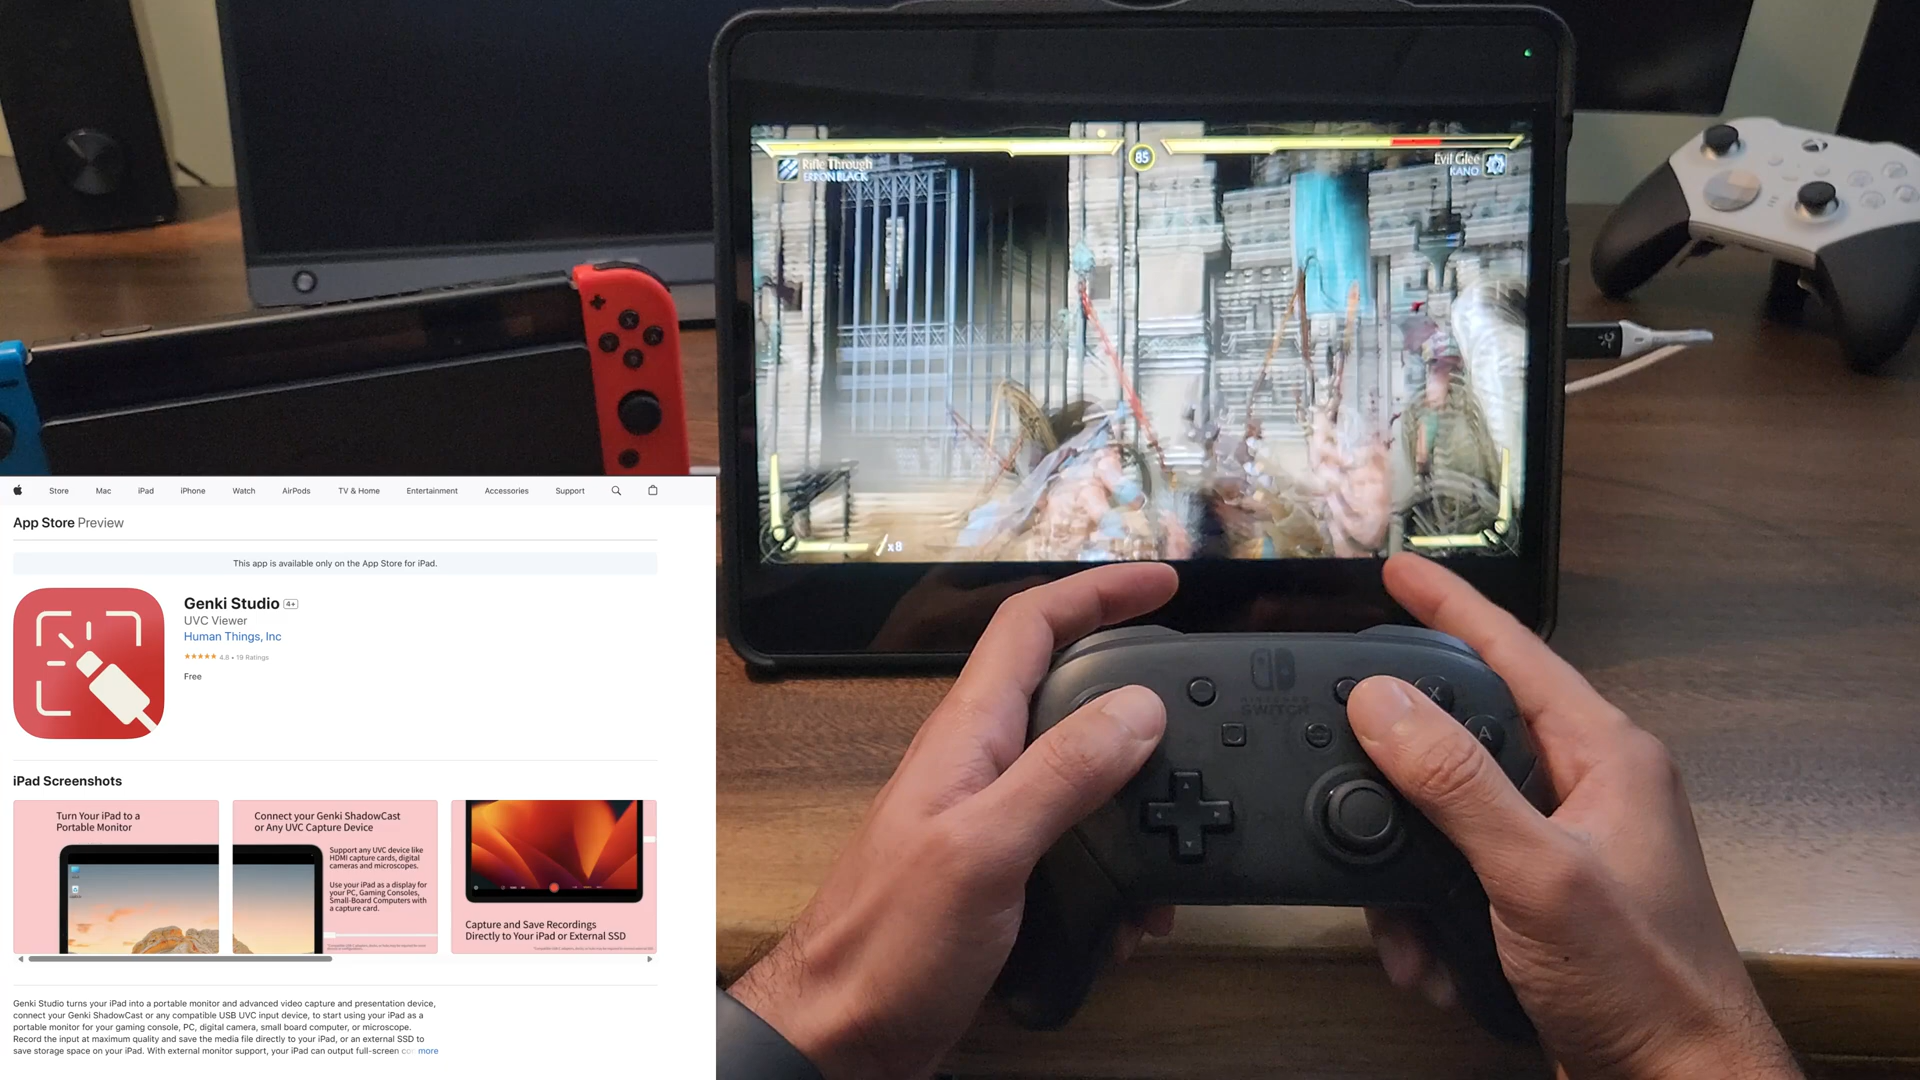 Rifle Through
ERRON BLACK
85
Evil Glee
KANO
x8
X
A
Y
B
X
A
NINTENDO
SWITCH
Store
Mac
iPad
iPhone
Watch
AirPods
TV & Home
Entertainment
Accessories
Support
App Store Preview
This app is available only on the App Store for iPad.
Genki Studio 4+
UVC Viewer
Human Things, Inc
4.8 • 19 Ratings
Free
iPad Screenshots
Turn Your iPad to a
Portable Monitor
Connect your Genki ShadowCast
or Any UVC Capture Device
Support any UVC device like
HDMI capture cards, digital
cameras and microscopes.
Use your iPad as a display for
your PC, Gaming Consoles,
Small-Board Computers with
a capture card.
Capture and Save Recordings
Directly to Your iPad or External SSD
Genki Studio turns your iPad into a portable monitor and advanced video capture and presentation device,
connect your Genki ShadowCast or any compatible USB UVC input device, to start using your iPad as a
portable monitor for your gaming console, PC, digital camera, small board computer, or microscope.
Record the input at maximum quality and save the media file directly to your iPad, or an external SSD to
save storage space on your iPad. With external monitor support, your iPad can output full-screen co more